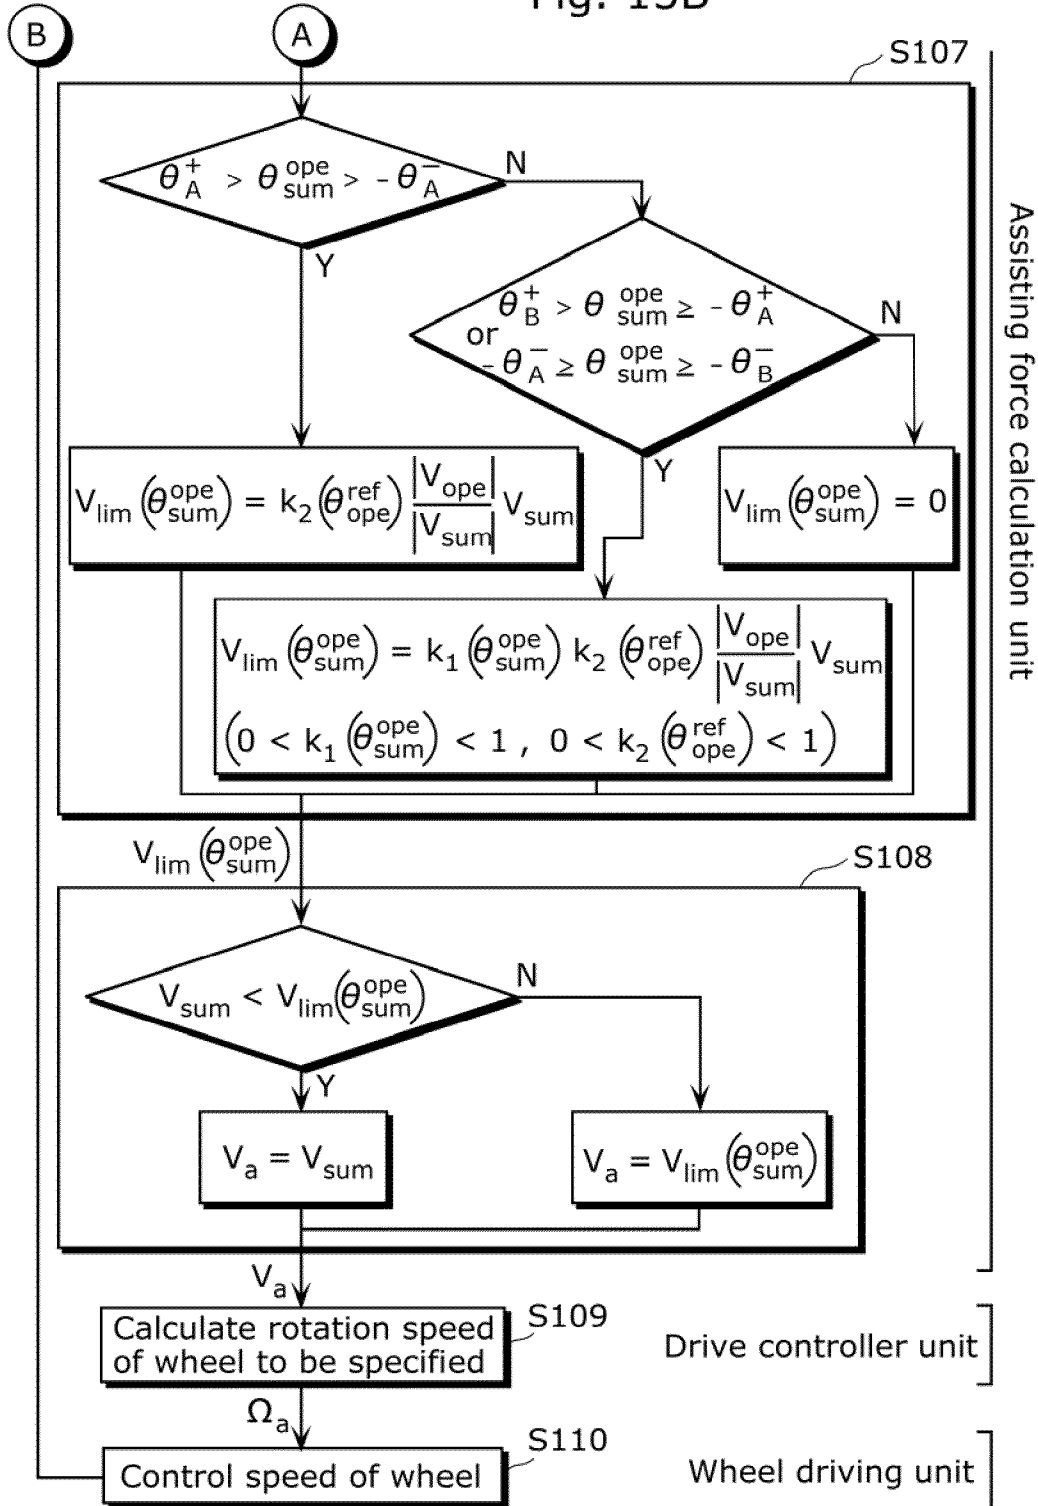 Fig. 15B
B
A
S107
θ_A^+ > θ_sum^ope > -θ_A^-
N
Y
θ_B^+ > θ_sum^ope ≥ -θ_A^+
or
-θ_A^- ≥ θ_sum^ope ≥ -θ_B^-
N
Y
V_lim(θ_sum^ope) = k_2(θ_ope^ref) |V_ope|/|V_sum| V_sum
V_lim(θ_sum^ope) = 0
V_lim(θ_sum^ope) = k_1(θ_sum^ope) k_2(θ_ope^ref) |V_ope|/|V_sum| V_sum
(0 < k_1(θ_sum^ope) < 1 , 0 < k_2(θ_ope^ref) < 1)
Assisting force calculation unit
V_lim(θ_sum^ope)
S108
V_sum < V_lim(θ_sum^ope)
N
Y
V_a = V_sum
V_a = V_lim(θ_sum^ope)
V_a
S109
Calculate rotation speed
of wheel to be specified
Drive controller unit
Ω_a
S110
Control speed of wheel
Wheel driving unit